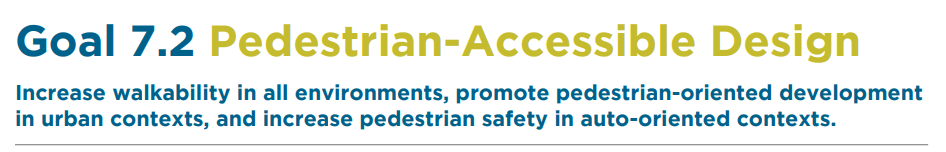 Goal 7.2 Pedestrian-Accessible Design
Increase walkability in all environments, promote pedestrian-oriented development
in urban contexts, and increase pedestrian safety in auto-oriented contexts.